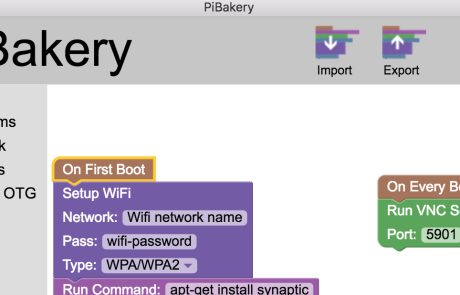 PiBakery
Bakery
Import
Export
ms
k
s
OTG
On First Boot
Setup WiFi
Network: Wifi network name
Pass: wifi-password
Type: WPA/WPA2
Run Command: apt-get install synaptic
On Every Bo
Run VNC S
Port: 5901